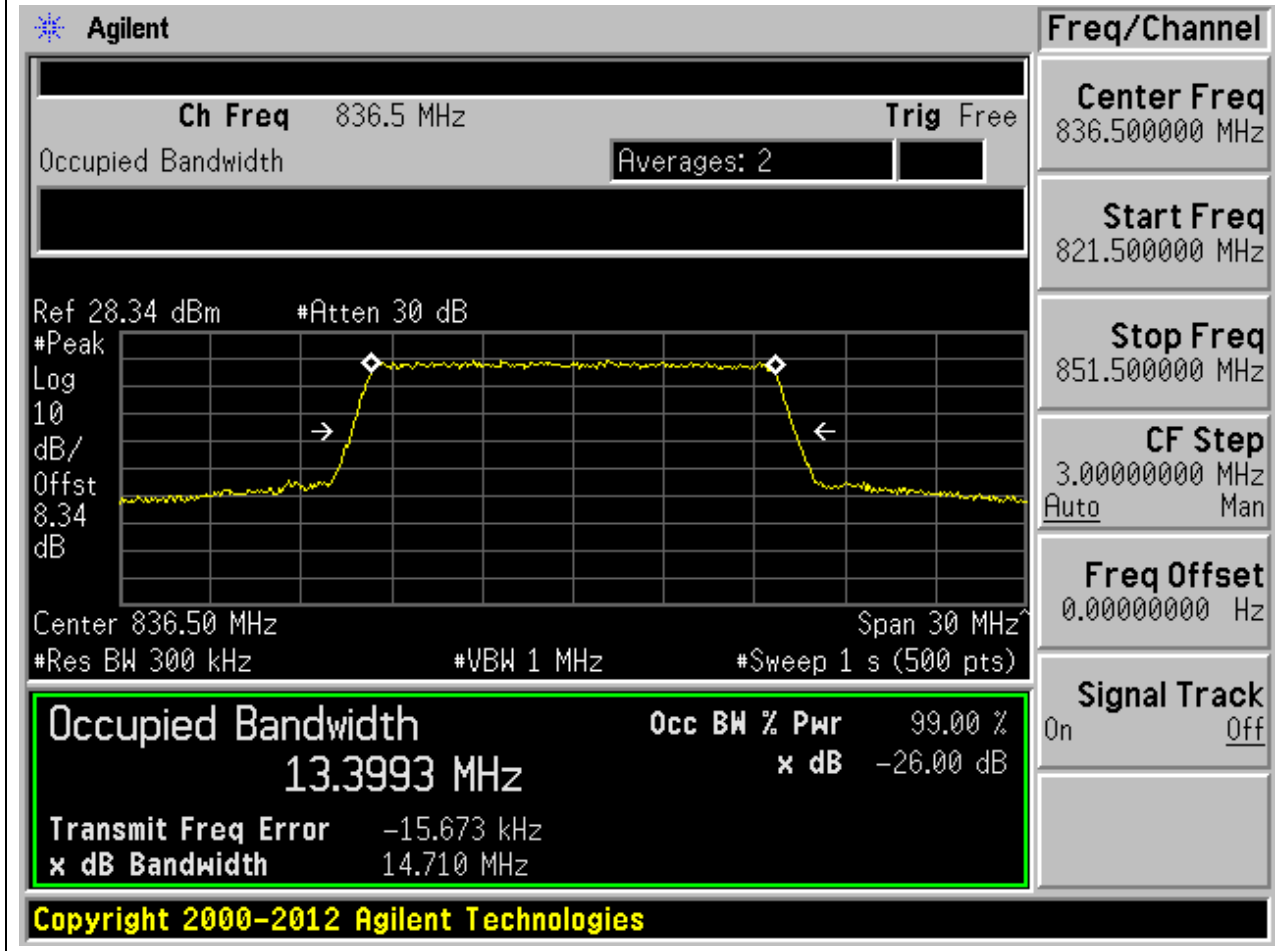 Agilent
Freq/Channel
Ch Freq 836.5 MHz Trig Free
Occupied Bandwidth Averages: 2
Center Freq
836.500000 MHz
Start Freq
821.500000 MHz
Stop Freq
851.500000 MHz
CF Step
3.00000000 MHz
Auto Man
Freq Offset
0.00000000 Hz
Signal Track
On Off
Ref 28.34 dBm #Atten 30 dB
#Peak
Log
10
dB/
Offst
8.34
dB
Center 836.50 MHz Span 30 MHz^
#Res BW 300 kHz #VBW 1 MHz #Sweep 1 s (500 pts)
Occupied Bandwidth Occ BW % Pwr 99.00 %
13.3993 MHz x dB -26.00 dB
Transmit Freq Error -15.673 kHz
x dB Bandwidth 14.710 MHz
Copyright 2000-2012 Agilent Technologies